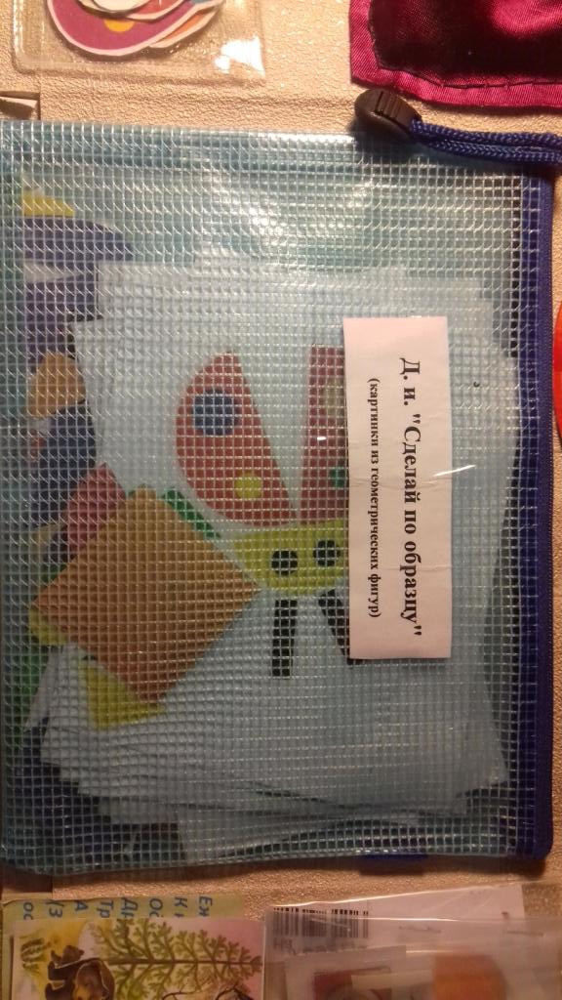 Д. и. "Сделай по образцу"
(картинки из геометрических фигур)